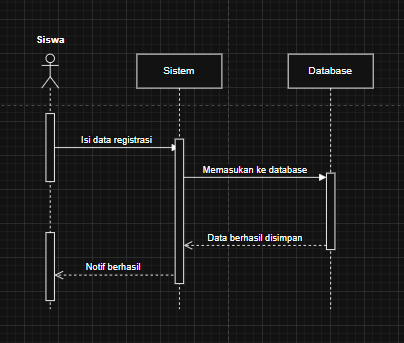 Siswa
Sistem
Database
Isi data registrasi
Memasukan ke database
Data berhasil disimpan
Notif berhasil